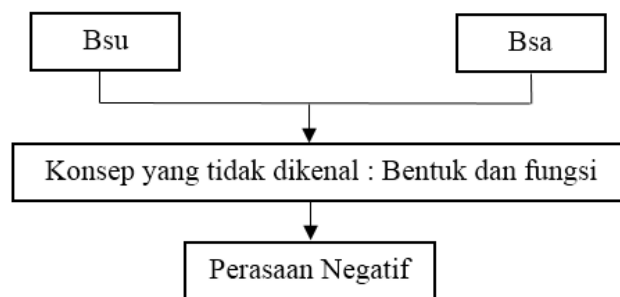 Bsu
Bsa
Konsep yang tidak dikenal : Bentuk dan fungsi
Perasaan Negatif